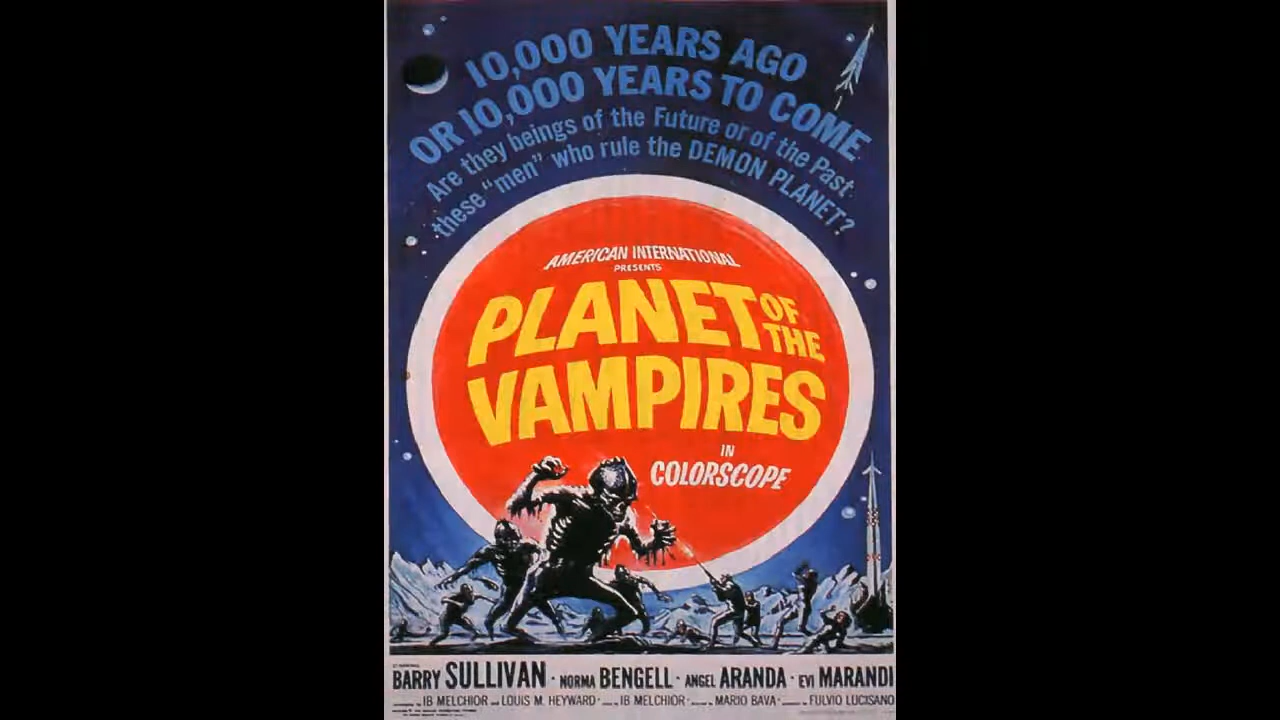 10,000 YEARS AGO
OR 10,000 YEARS TO COME
Are they beings of the Future or of the Past
these "men" who rule the DEMON PLANET?
AMERICAN INTERNATIONAL
PRESENTS
PLANET OF THE
VAMPIRES
IN
COLORSCOPE
BARRY SULLIVAN · NORMA BENGELL · ANGEL ARANDA · EVI MARANDI
IB MELCHIOR and LOUIS M. HEYWARD · IB MELCHIOR · MARIO BAVA · FULVIO LUCISANO